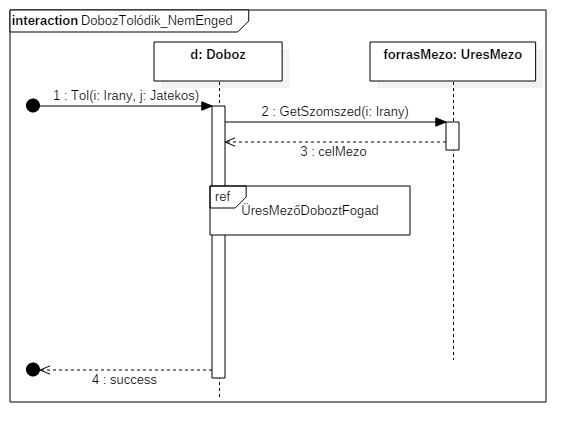 interaction DobozTolódik_NemEnged
d: Doboz
forrasMezo: UresMezo
1 : Tol(i: Irany, j: Jatekos)
2 : GetSzomszed(i: Irany)
3 : celMezo
ref
ÜresMezőDoboztFogad
4 : success